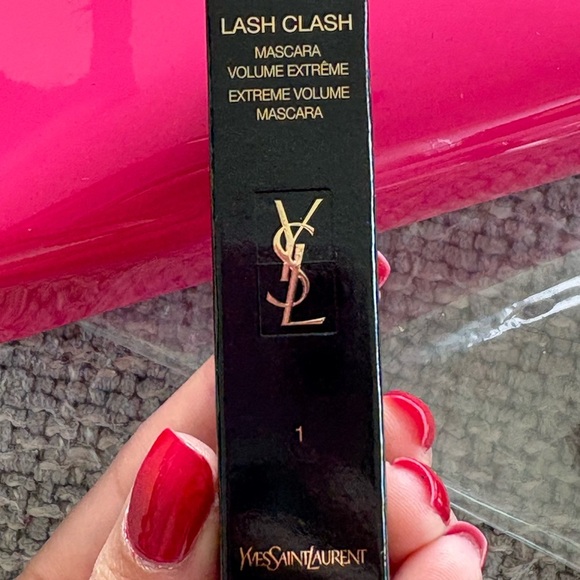 LASH CLASH
MASCARA
VOLUME EXTRÊME
EXTREME VOLUME
MASCARA
YSL
1
YVESSAINTLAURENT